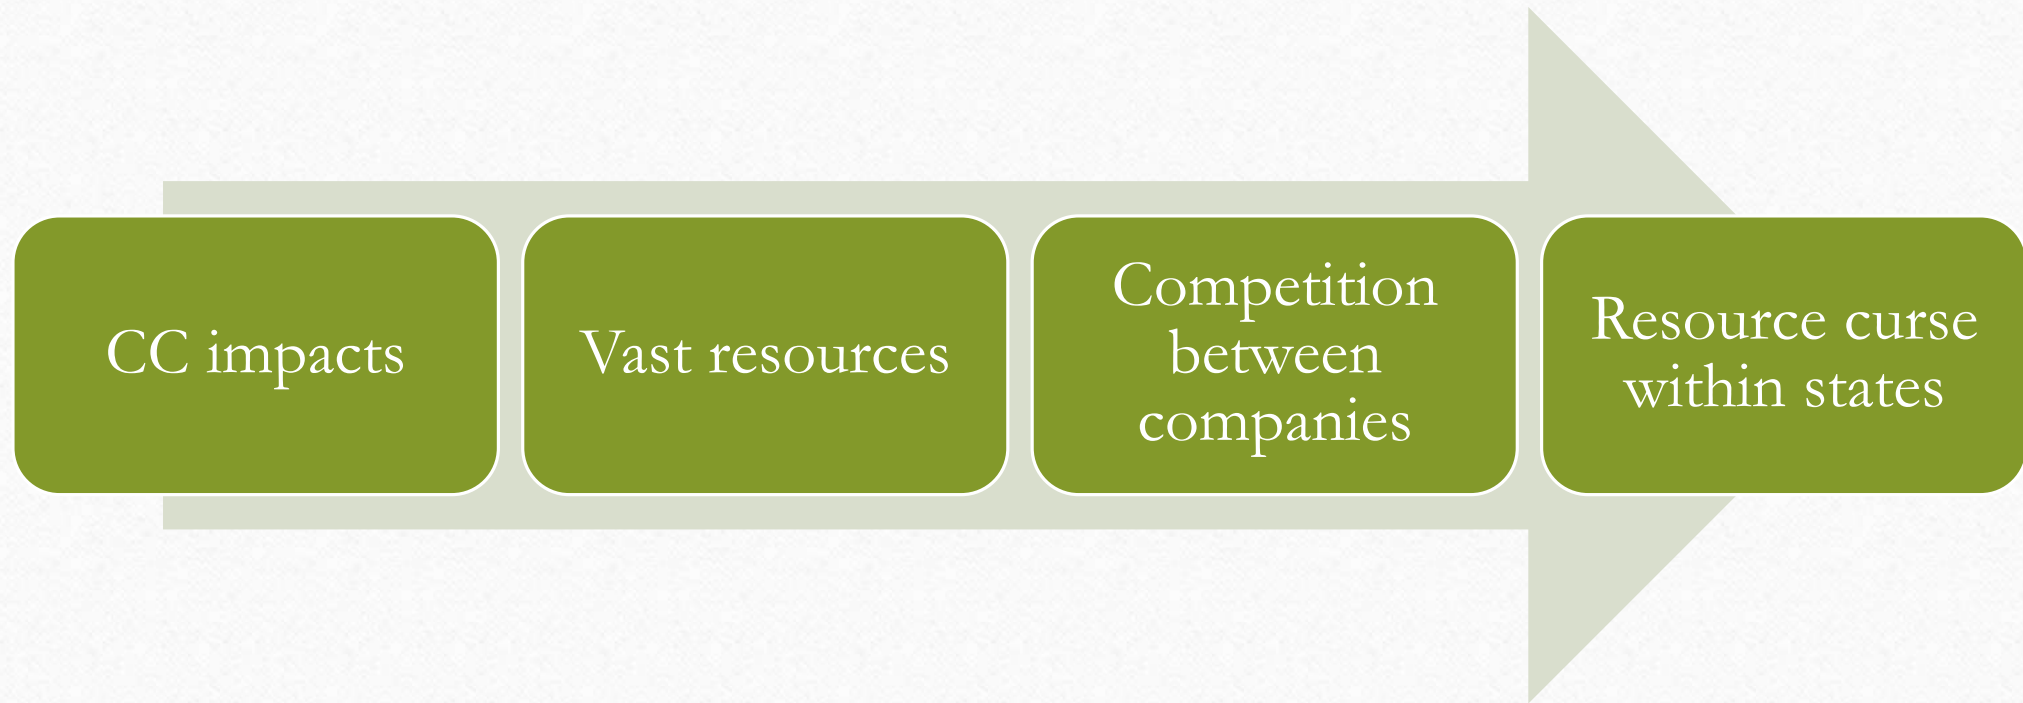 CC impacts
Vast resources
Competition
between
companies
Resource curse
within states